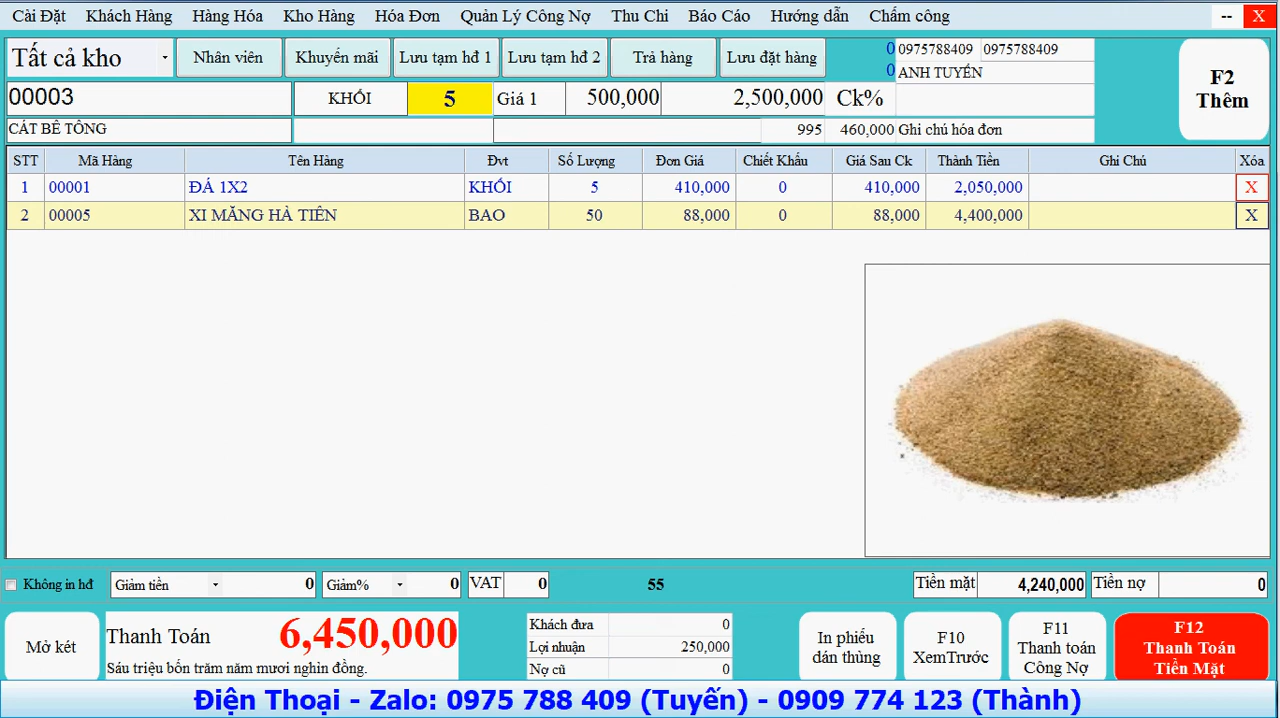 Cài Đặt Khách Hàng Hàng Hóa Kho Hàng Hóa Đơn Quản Lý Công Nợ Thu Chi Báo Cáo Hướng dẫn Chấm công -- X
Tất cả kho Nhân viên Khuyến mãi Lưu tạm hđ 1 Lưu tạm hđ 2 Trả hàng Lưu đặt hàng 0 0975788409 0975788409
0 ANH TUYẾN
F2
Thêm
00003 KHỐI 5 Giá 1 500,000 2,500,000 Ck%
CÁT BÊ TÔNG 995 460,000 Ghi chú hóa đơn
STT Mã Hàng Tên Hàng Đvt Số Lượng Đơn Giá Chiết Khấu Giá Sau Ck Thành Tiền Ghi Chú Xóa
1 00001 ĐÁ 1X2 KHỐI 5 410,000 0 410,000 2,050,000 X
2 00005 XI MĂNG HÀ TIÊN BAO 50 88,000 0 88,000 4,400,000 X
Không in hđ Giảm tiền 0 Giảm% 0 VAT 0 55 Tiền mặt 4,240,000 Tiền nợ 0
Mở két
Thanh Toán 6,450,000
Sáu triệu bốn trăm năm mươi nghìn đồng.
Khách đưa 0
Lợi nhuận 250,000
Nợ cũ 0
In phiếu
dán thùng
F10
XemTrước
F11
Thanh toán
Công Nợ
F12
Thanh Toán
Tiền Mặt
Điện Thoại - Zalo: 0975 788 409 (Tuyến) - 0909 774 123 (Thành)